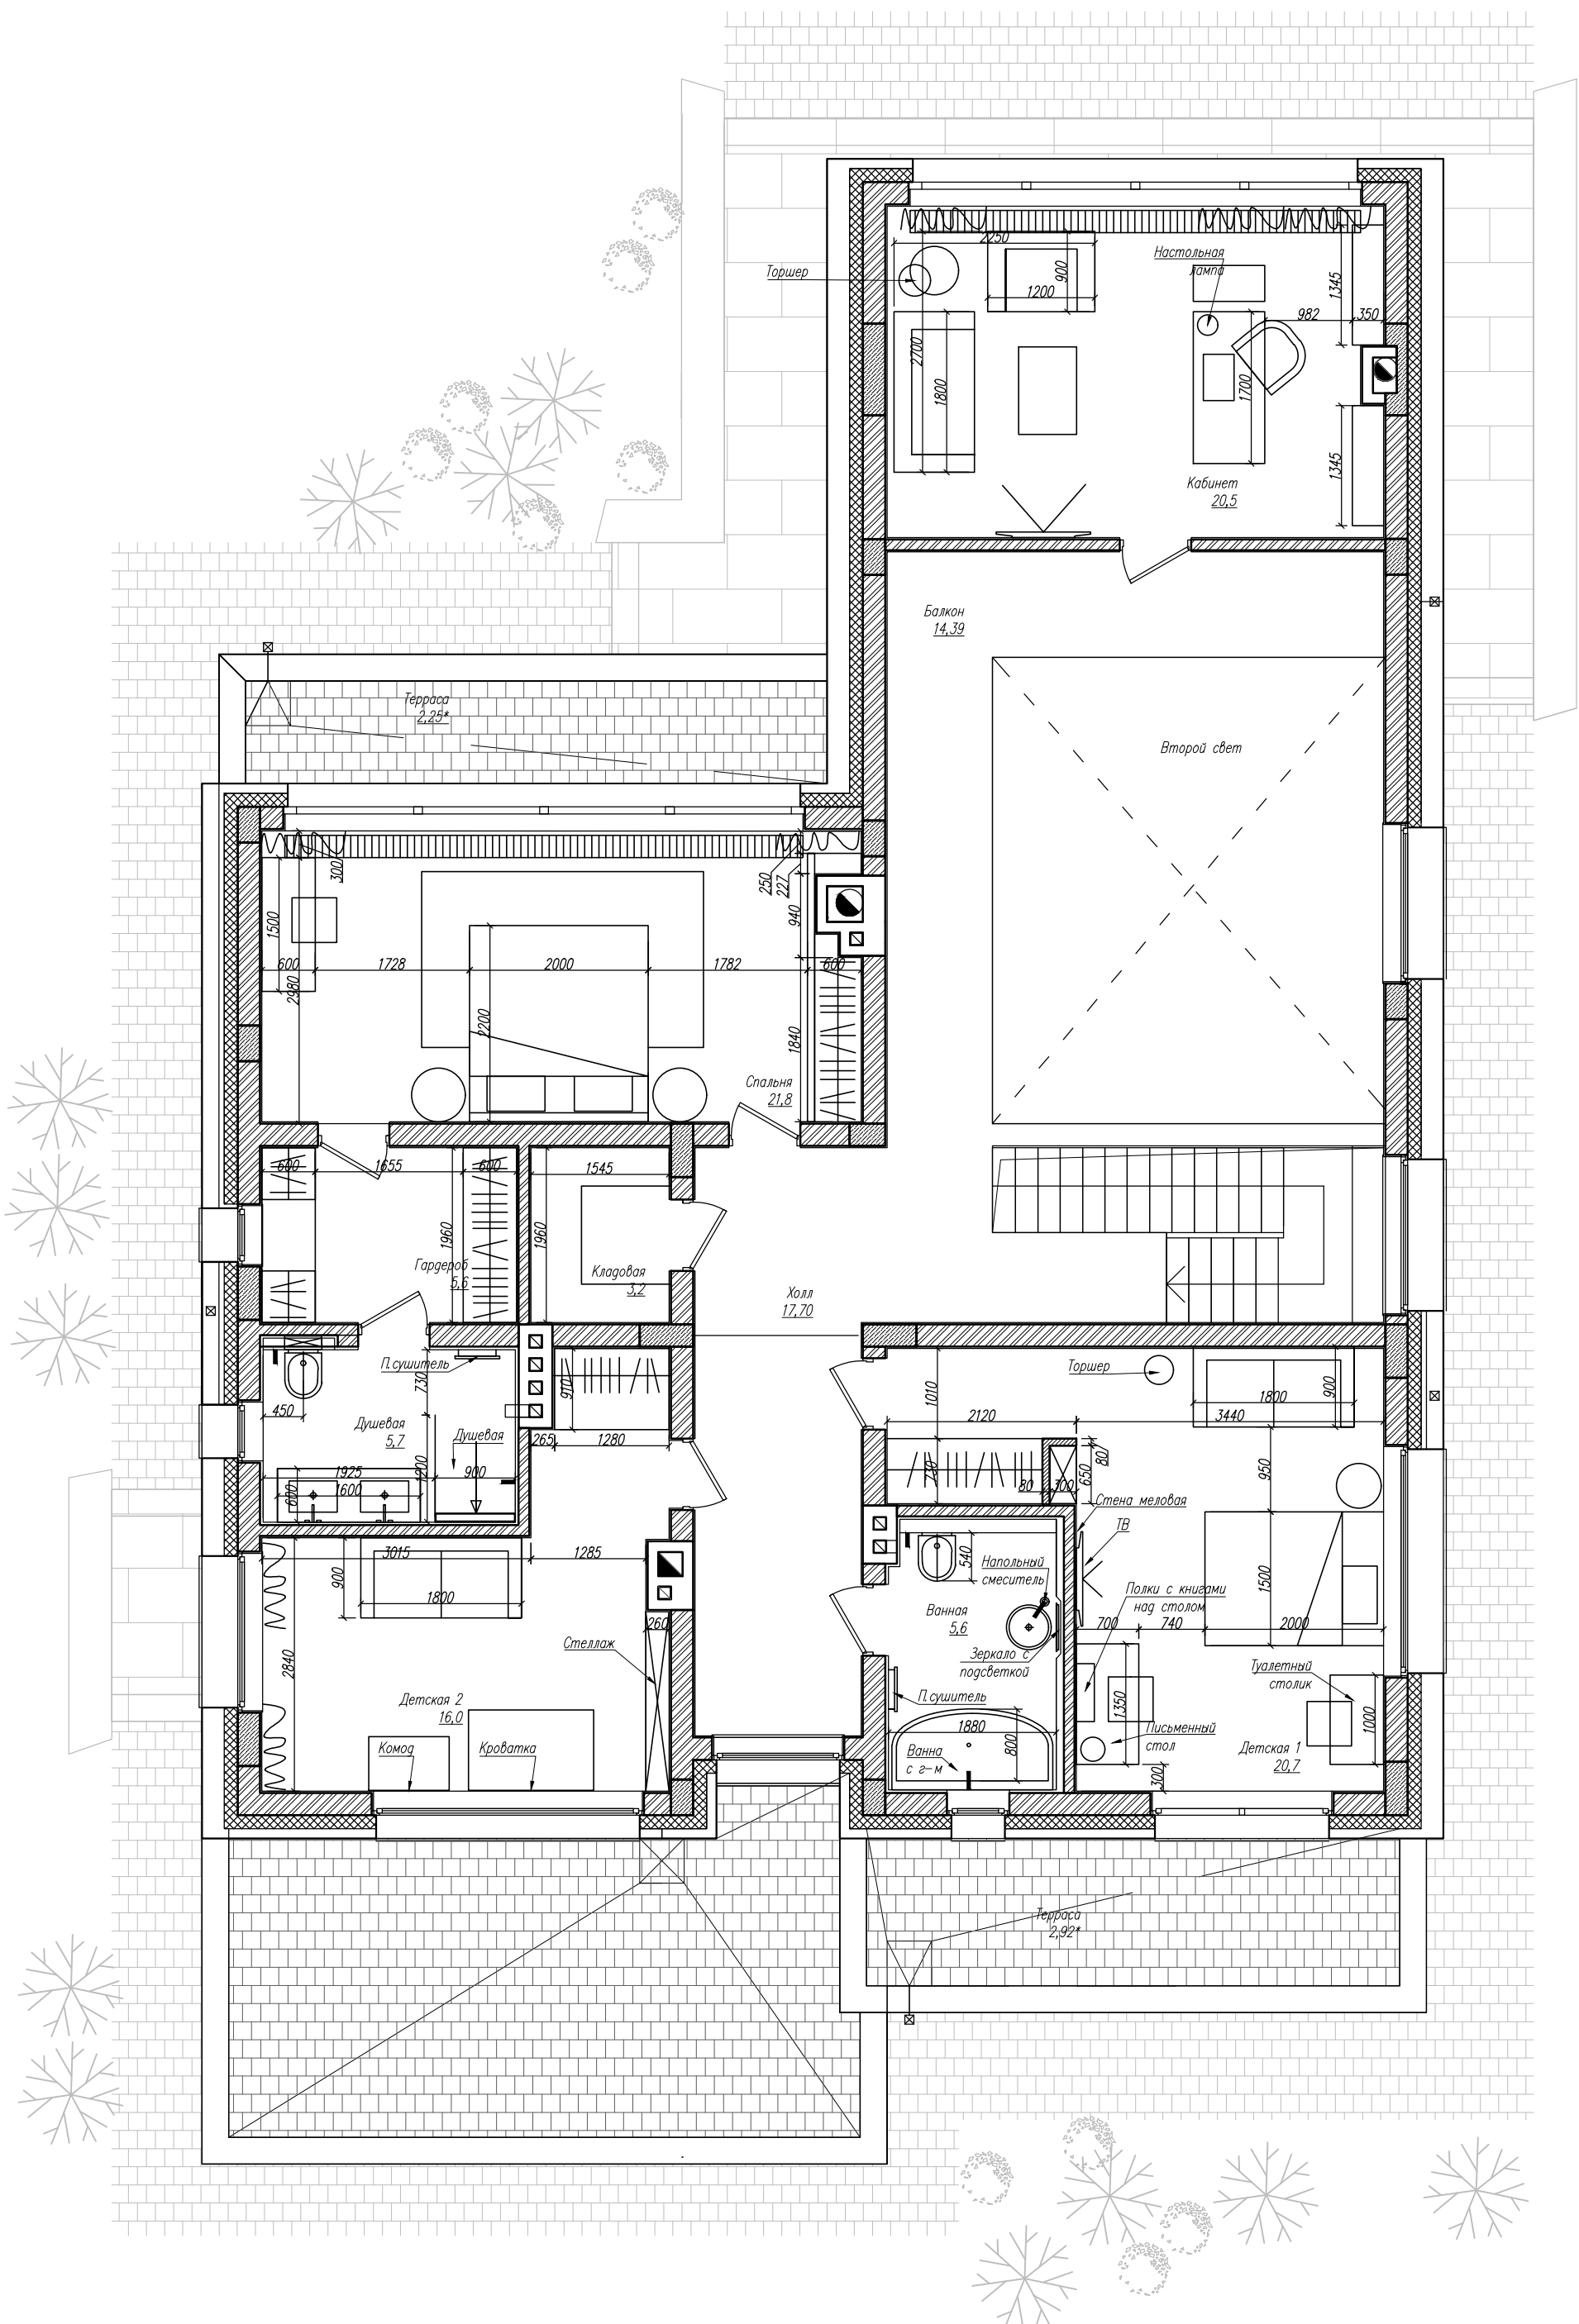 2250
Торшер
900
1200
Настольная
лампа
1345
982
350
2700
1800
1700
1345
Кабинет
20,5
Балкон
14,39
Терраса
2,25*
Второй свет
300
250
227
940
1500
600
1728
2000
1782
600
2980
2200
1840
Спальня
21,8
600
1655
600
1545
1960
1960
Гардероб
5,6
Кладовая
3,2
Холл
17,70
П.сушитель
730
910
450
Душевая
5,7
Душевая
265
1280
1925
1200
900
600
1600
Торшер
1800
900
1010
2120
3440
730
80
300
650
80
950
Стена меловая
ТВ
3015
1285
900
1800
260
2840
Стеллаж
Детская 2
16,0
Комод
Кроватка
540
Напольный
смеситель
Ванная
5,6
Зеркало с
подсветкой
П.сушитель
1880
800
Ванна
с г-м
Полки с книгами
над столом
1500
700
740
2000
Туалетный
столик
1350
1000
Письменный
стол
Детская 1
20,7
300
Терраса
2,92*